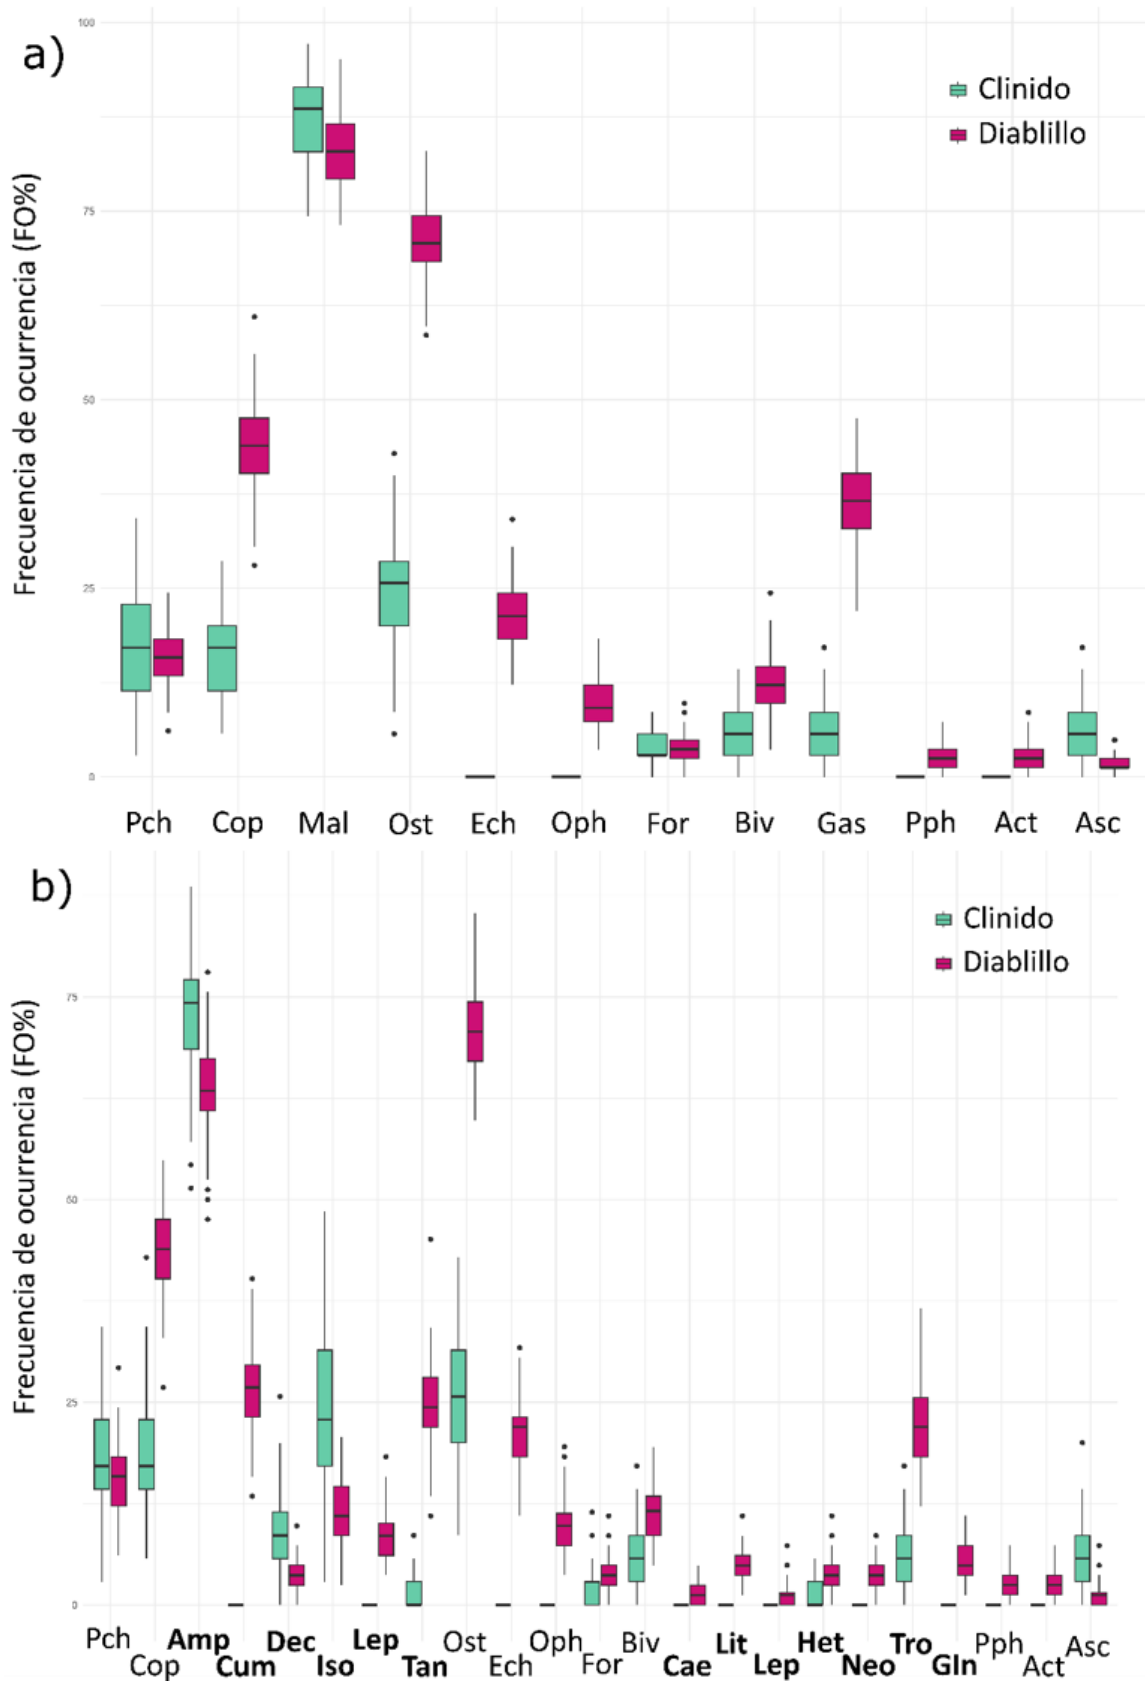 a)
Frecuencia de ocurrencia (FO%)
100
75
50
25
0
Clinido
Diablillo
Pch Cop Mal Ost Ech Oph For Biv Gas Pph Act Asc
b)
Frecuencia de ocurrencia (FO%)
75
50
25
0
Clinido
Diablillo
Pch Amp Dec Lep Ost Oph Biv Lit Het Tro Pph Asc
Cop Cum Iso Tan Ech For Cae Lep Neo Gln Act